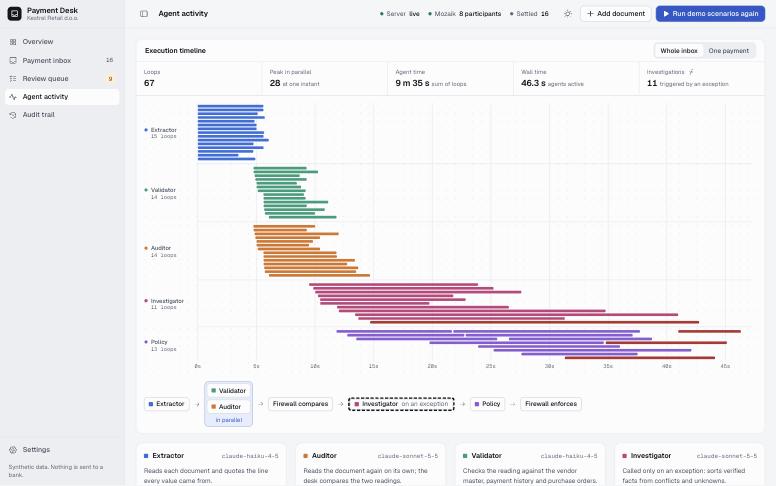 Payment Desk
Kestrel Retail d.o.o.
Overview
Payment inbox 16
Review queue 9
Agent activity
Audit trail
Settings
Synthetic data. Nothing is sent to a
bank.
Agent activity
Server live
Mozaik 8 participants
Settled 16
Add document
Run demo scenarios again
Execution timeline
Whole inbox
One payment
Loops
67
Peak in parallel
28 at one instant
Agent time
9 m 35 s sum of loops
Wall time
46.3 s agents active
Investigations
11 triggered by an exception
Extractor
15 loops
Validator
14 loops
Auditor
14 loops
Investigator
11 loops
Policy
13 loops
0s 5s 10s 15s 20s 25s 30s 35s 40s 45s
Extractor
Validator
Auditor
in parallel
Firewall compares
Investigator on an exception
Policy
Firewall enforces
Extractor claude-haiku-4-5
Reads each document and quotes the line
every value came from.
Auditor claude-sonnet-5-5
Reads the document again on its own; the
desk compares the two readings.
Validator claude-haiku-4-5
Checks the reading against the vendor
master, payment history and purchase orders.
Investigator claude-sonnet-5-5
Called only on an exception: sorts verified
facts from conflicts and unknowns.